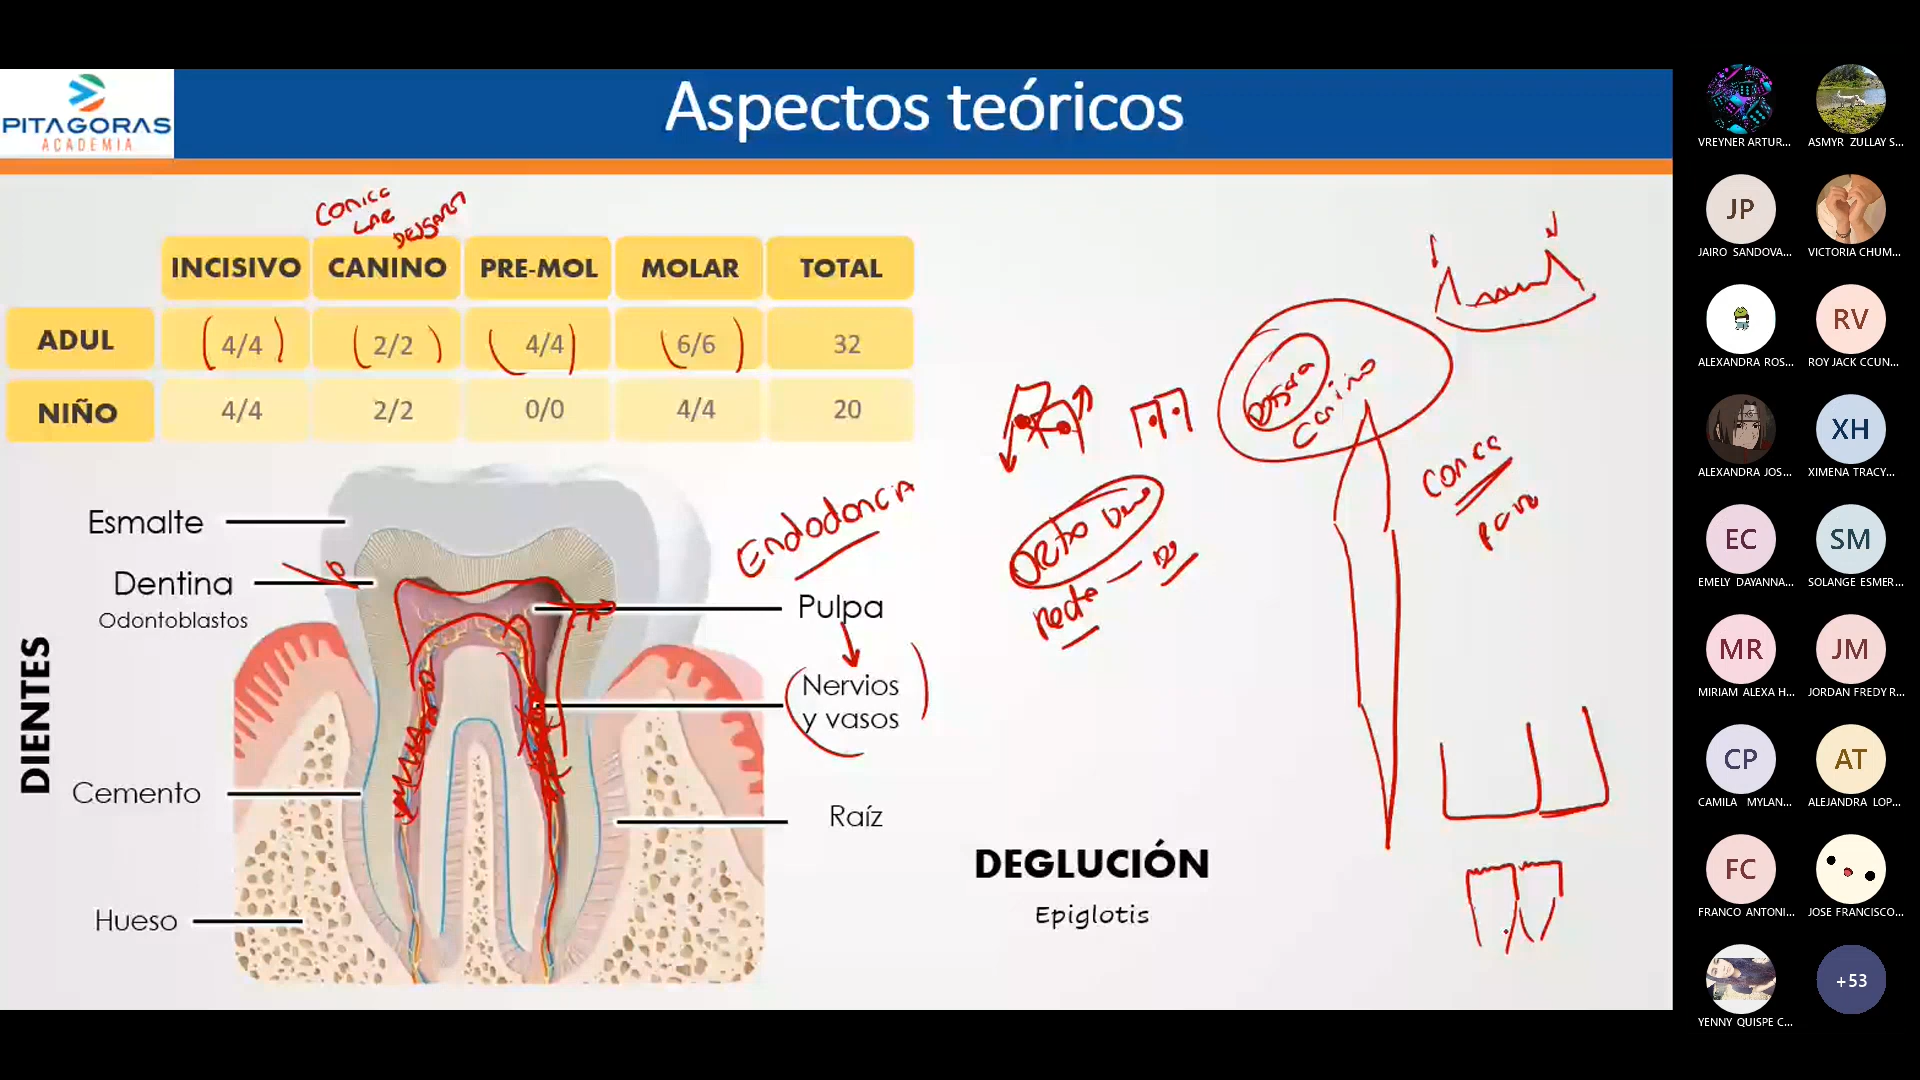 PITAGORAS
ACADEMIA
Aspectos teóricos
INCISIVO CANINO PRE-MOL MOLAR TOTAL
ADUL 4/4 2/2 4/4 6/6 32
NIÑO 4/4 2/2 0/0 4/4 20
DIENTES
Esmalte
Dentina
Odontoblastos
Cemento
Hueso
Endodoncia
Pulpa
Nervios
y vasos
Raíz
Canino
DEGLUCIÓN
Epiglotis
VREYNER ARTUR...
ASMYR ZULLAY S...
JP
JAIRO SANDOVA...
VICTORIA CHUM...
ALEXANDRA ROS...
RV
ROY JACK CCUN...
ALEXANDRA JOS...
XH
XIMENA TRACY...
EC
EMELY DAYANNA...
SM
SOLANGE ESMER...
MR
MIRIAM ALEXA H...
JM
JORDAN FREDY R...
CP
CAMILA MYLAN...
AT
ALEJANDRA LOP...
FC
FRANCO ANTONI...
JOSE FRANCISCO...
YENNY QUISPE C...
+53